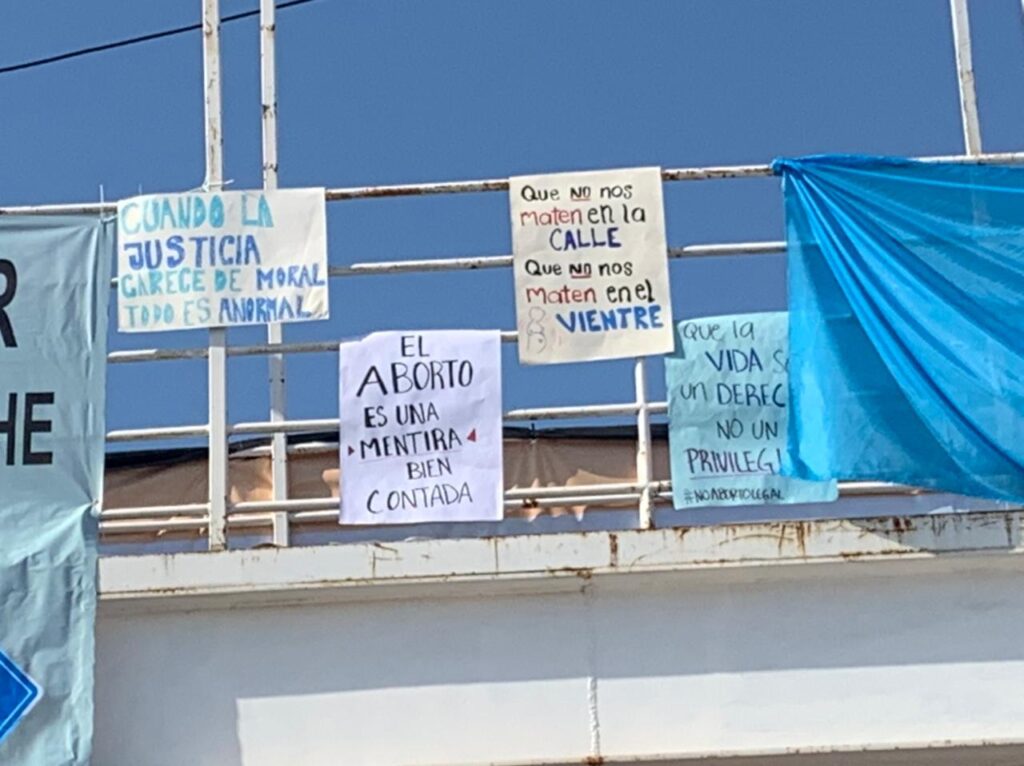 CUANDO LA
JUSTICIA
CARECE DE MORAL
TODO ES ANORMAL
Que NO nos
maten en la
CALLE
Que NO nos
maten en el
VIENTRE
EL
ABORTO
ES UNA
MENTIRA
BIEN
CONTADA
Que la
VIDA S
un DEREC
NO UN
PRIVILEGI
#NOABORTOLEGAL
R
HE